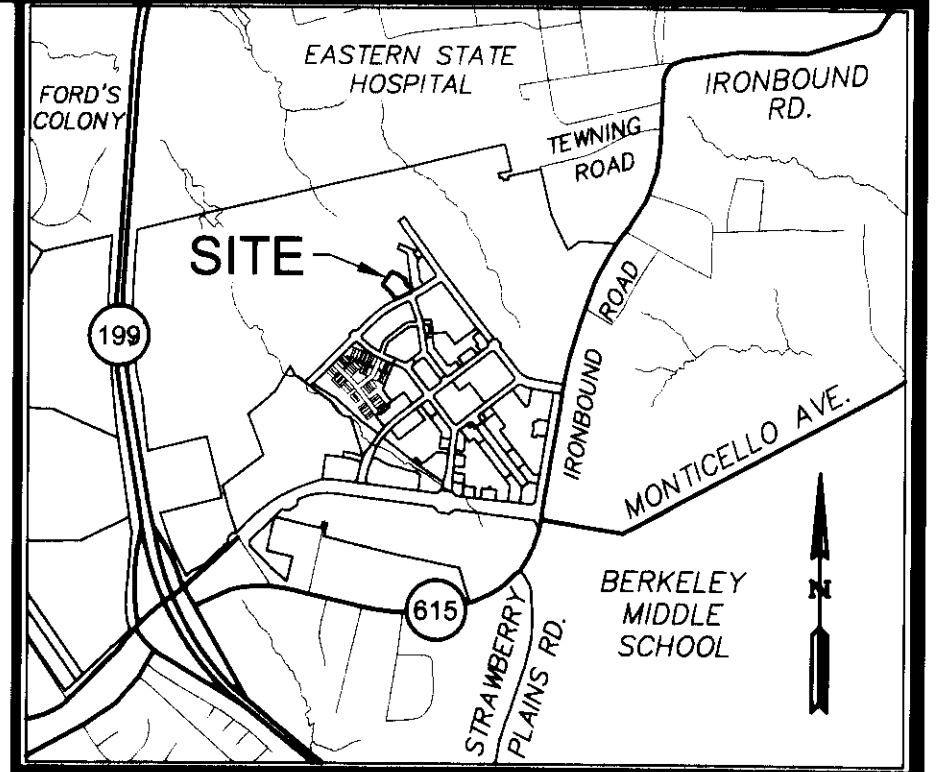 EASTERN STATE
HOSPITAL
FORD'S
COLONY
IRONBOUND
RD.
TEWNING
ROAD
SITE
ROAD
199
IRONBOUND
MONTICELLO AVE.
N
615
BERKELEY
MIDDLE
SCHOOL
STRAWBERRY
PLAINS RD.